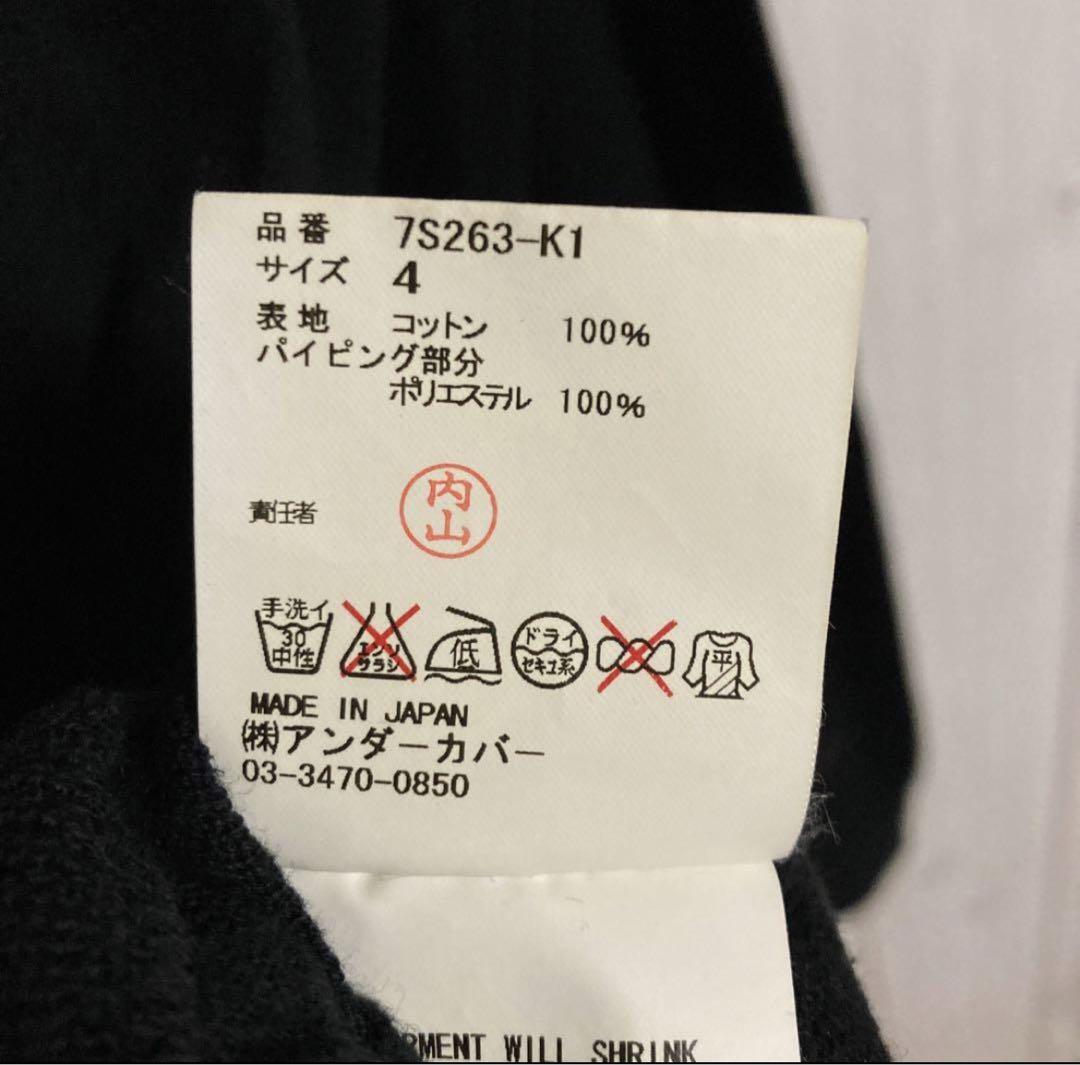 品番 7S263-K1
サイズ 4
表地 コットン 100%
パイピング部分
ポリエステル 100%
責任者 内山
手洗イ 30 中性 エンソサラシ 低 ドライ セキユ系 平
MADE IN JAPAN
㈱アンダーカバー
03-3470-0850
RMENT WILL SHRINK